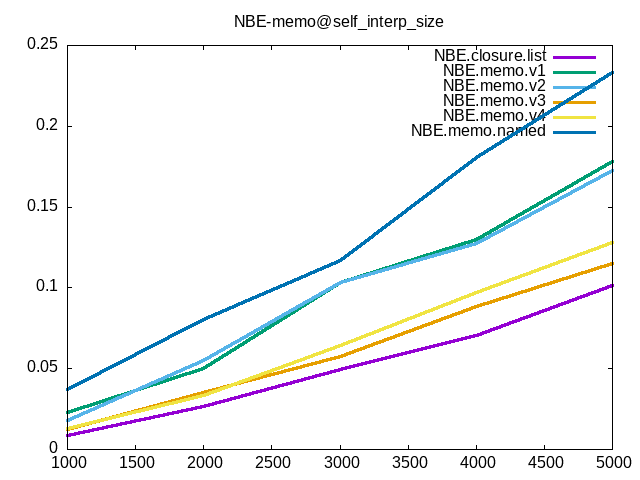 NBE-memo@self_interp_size
0.25
0.2
0.15
0.1
0.05
0
1000 1500 2000 2500 3000 3500 4000 4500 5000
NBE.closure.list
NBE.memo.v1
NBE.memo.v2
NBE.memo.v3
NBE.memo.v4
NBE.memo.named